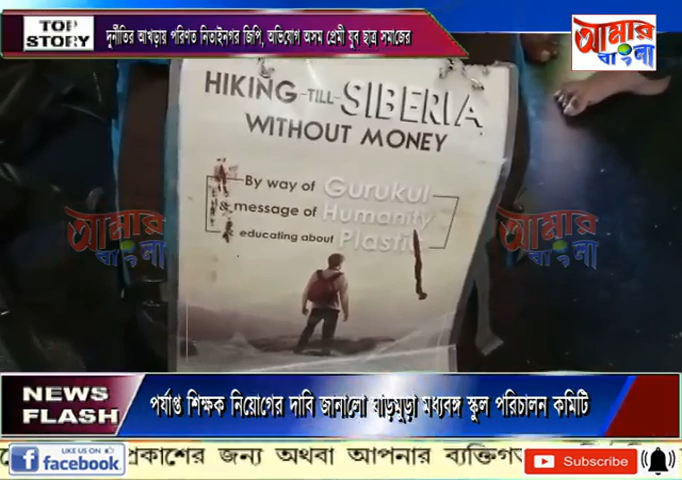 TOP STORY
দুর্নীতির আখড়ায় পরিণত নিতাইনগর জিপি, অভিযোগ অসম প্রেমী যুব ছাত্র সমাজের
আমার
বাংলা
HIKING-TILL-SIBERIA
WITHOUT MONEY
By way of Gurukul
& message of Humanity
& educating about Plastic
আমার
বাংলা
আমার
বাংলা
NEWS FLASH
পর্যাপ্ত শিক্ষক নিয়োগের দাবি জানালো মধ্যবঙ্গ স্কুল পরিচালন কমিটি
LIKE US ON
facebook
প্রকাশের জন্য অথবা আপনার
Subscribe